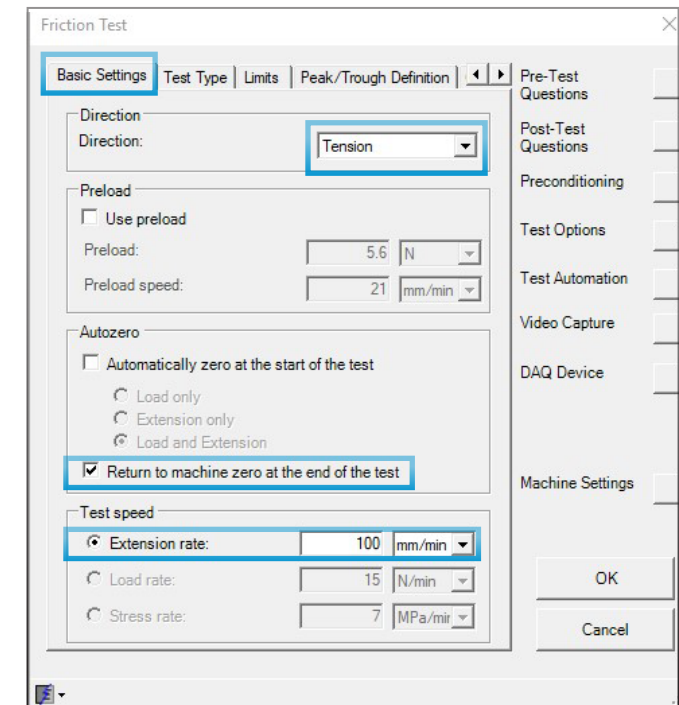 Friction Test
Basic Settings Test Type Limits Peak/Trough Definition
Direction
Direction: Tension
Preload
Use preload
Preload: 5.6 N
Preload speed: 21 mm/min
Autozero
Automatically zero at the start of the test
Load only
Extension only
Load and Extension
Return to machine zero at the end of the test
Test speed
Extension rate: 100 mm/min
Load rate: 15 N/min
Stress rate: 7 MPa/mir
Pre-Test
Questions
Post-Test
Questions
Preconditioning
Test Options
Test Automation
Video Capture
DAQ Device
Machine Settings
OK
Cancel